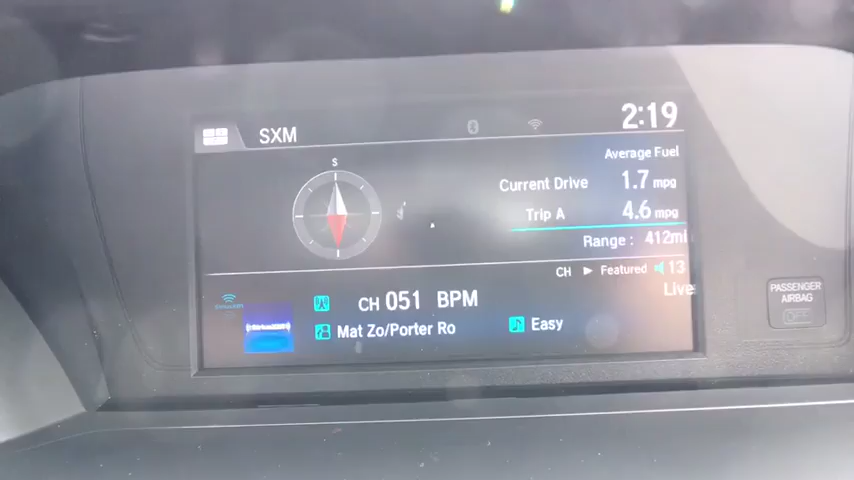 SXM
2:19
S
Average Fuel
Current Drive 1.7 mpg
Trip A 4.6 mpg
Range : 412mi
CH ▶ Featured 13
Live
CH 051 BPM
Mat Zo/Porter Ro
Easy
PASSENGER
AIRBAG
OFF